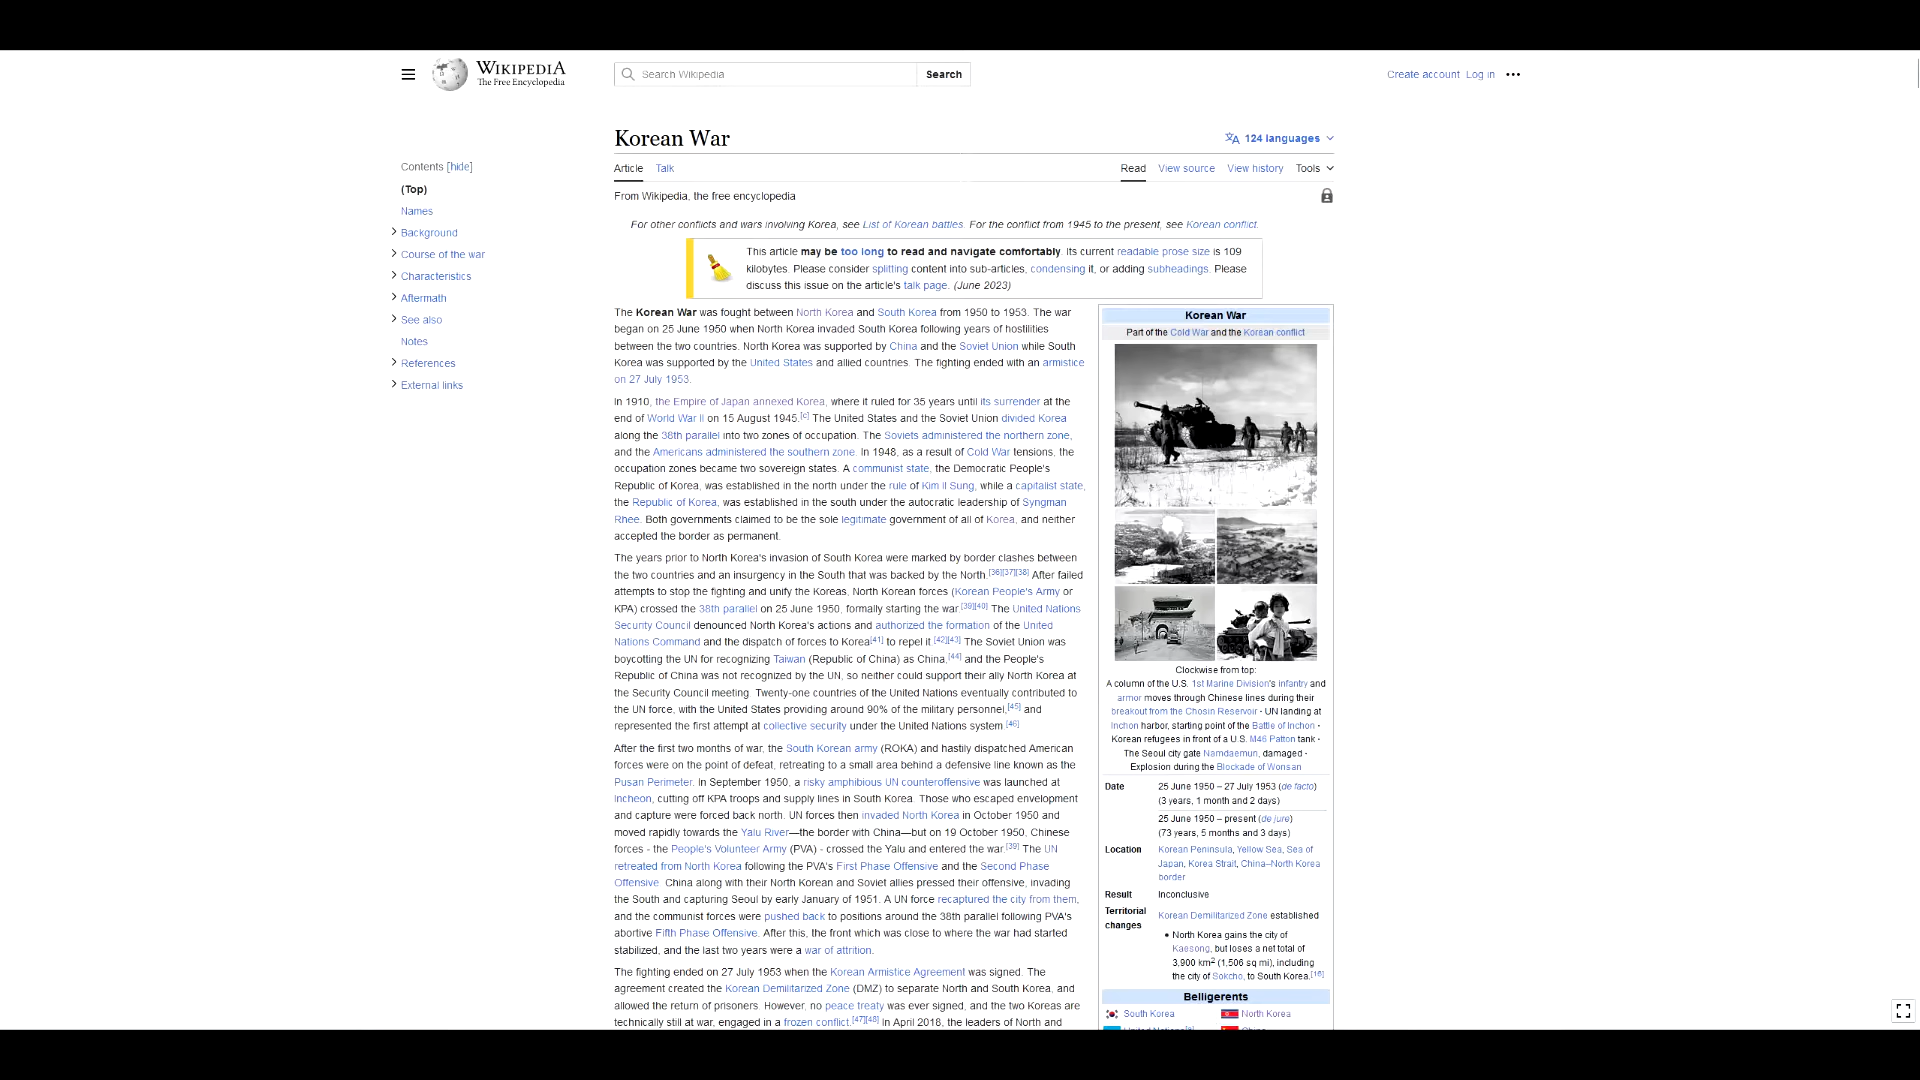 WIKIPEDIA
The Free Encyclopedia
Search Wikipedia
Search
Create account Log in
Korean War
124 languages
Contents [hide]
(Top)
Names
Background
Course of the war
Characteristics
Aftermath
See also
Notes
References
External links
Article Talk
Read View source View history Tools
From Wikipedia, the free encyclopedia
For other conflicts and wars involving Korea, see List of Korean battles. For the conflict from 1945 to the present, see Korean conflict.
This article may be too long to read and navigate comfortably. Its current readable prose size is 109
kilobytes. Please consider splitting content into sub-articles, condensing it, or adding subheadings. Please
discuss this issue on the article's talk page. (June 2023)
The Korean War was fought between North Korea and South Korea from 1950 to 1953. The war
began on 25 June 1950 when North Korea invaded South Korea following years of hostilities
between the two countries. North Korea was supported by China and the Soviet Union while South
Korea was supported by the United States and allied countries. The fighting ended with an armistice
on 27 July 1953.
In 1910, the Empire of Japan annexed Korea, where it ruled for 35 years until its surrender at the
end of World War II on 15 August 1945.[c] The United States and the Soviet Union divided Korea
along the 38th parallel into two zones of occupation. The Soviets administered the northern zone,
and the Americans administered the southern zone. In 1948, as a result of Cold War tensions, the
occupation zones became two sovereign states. A communist state, the Democratic People's
Republic of Korea, was established in the north under the rule of Kim Il Sung, while a capitalist state,
the Republic of Korea, was established in the south under the autocratic leadership of Syngman
Rhee. Both governments claimed to be the sole legitimate government of all of Korea, and neither
accepted the border as permanent.
The years prior to North Korea's invasion of South Korea were marked by border clashes between
the two countries and an insurgency in the South that was backed by the North.[36][37][38] After failed
attempts to stop the fighting and unify the Koreas, North Korean forces (Korean People's Army or
KPA) crossed the 38th parallel on 25 June 1950, formally starting the war.[39][40] The United Nations
Security Council denounced North Korea's actions and authorized the formation of the United
Nations Command and the dispatch of forces to Korea[41] to repel it.[42][43] The Soviet Union was
boycotting the UN for recognizing Taiwan (Republic of China) as China,[44] and the People's
Republic of China was not recognized by the UN, so neither could support their ally North Korea at
the Security Council meeting. Twenty-one countries of the United Nations eventually contributed to
the UN force, with the United States providing around 90% of the military personnel,[45] and
represented the first attempt at collective security under the United Nations system.[46]
After the first two months of war, the South Korean army (ROKA) and hastily dispatched American
forces were on the point of defeat, retreating to a small area behind a defensive line known as the
Pusan Perimeter. In September 1950, a risky amphibious UN counteroffensive was launched at
Incheon, cutting off KPA troops and supply lines in South Korea. Those who escaped envelopment
and capture were forced back north. UN forces then invaded North Korea in October 1950 and
moved rapidly towards the Yalu River—the border with China—but on 19 October 1950, Chinese
forces - the People's Volunteer Army (PVA) - crossed the Yalu and entered the war.[39] The UN
retreated from North Korea following the PVA's First Phase Offensive and the Second Phase
Offensive. China along with their North Korean and Soviet allies pressed their offensive, invading
the South and capturing Seoul by early January of 1951. A UN force recaptured the city from them,
and the communist forces were pushed back to positions around the 38th parallel following PVA's
abortive Fifth Phase Offensive. After this, the front which was close to where the war had started
stabilized, and the last two years were a war of attrition.
The fighting ended on 27 July 1953 when the Korean Armistice Agreement was signed. The
agreement created the Korean Demilitarized Zone (DMZ) to separate North and South Korea, and
allowed the return of prisoners. However, no peace treaty was ever signed, and the two Koreas are
technically still at war, engaged in a frozen conflict.[47][48] In April 2018, the leaders of North and
Korean War
Part of the Cold War and the Korean conflict
Clockwise from top:
A column of the U.S. 1st Marine Division's infantry and
armor moves through Chinese lines during their
breakout from the Chosin Reservoir · UN landing at
Inchon harbor, starting point of the Battle of Inchon ·
Korean refugees in front of a U.S. M46 Patton tank ·
The Seoul city gate Namdaemun, damaged ·
Explosion during the Blockade of Wonsan
Date 25 June 1950 – 27 July 1953 (de facto)
(3 years, 1 month and 2 days)
25 June 1950 – present (de jure)
(73 years, 5 months and 3 days)
Location Korean Peninsula, Yellow Sea, Sea of
Japan, Korea Strait, China–North Korea
border
Result Inconclusive
Territorial changes Korean Demilitarized Zone established
• North Korea gains the city of
Kaesong, but loses a net total of
3,900 km2 (1,506 sq mi), including
the city of Sokcho, to South Korea.[16]
Belligerents
South Korea North Korea